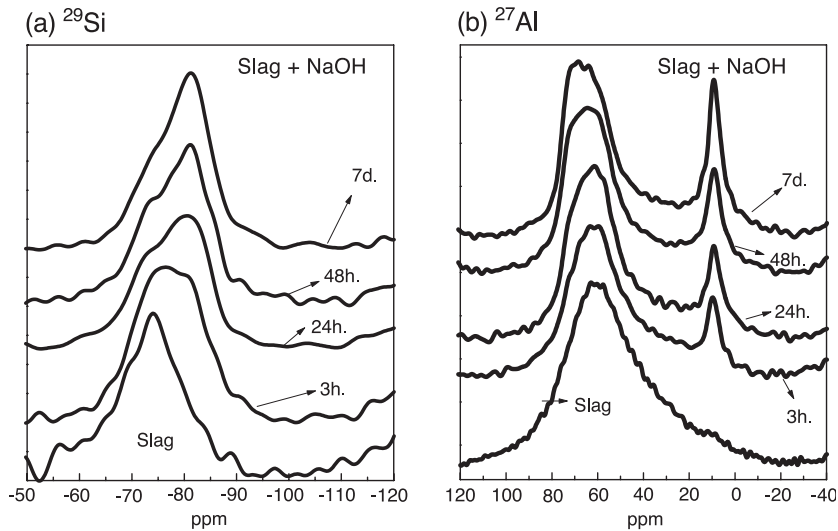 (a) ²⁹Si
Slag + NaOH
7d.
48h.
24h.
3h.
Slag
-50 -60 -70 -80 -90 -100 -110 -120
ppm
(b) ²⁷Al
Slag + NaOH
7d.
48h.
24h.
3h.
Slag
120 100 80 60 40 20 0 -20 -40
ppm